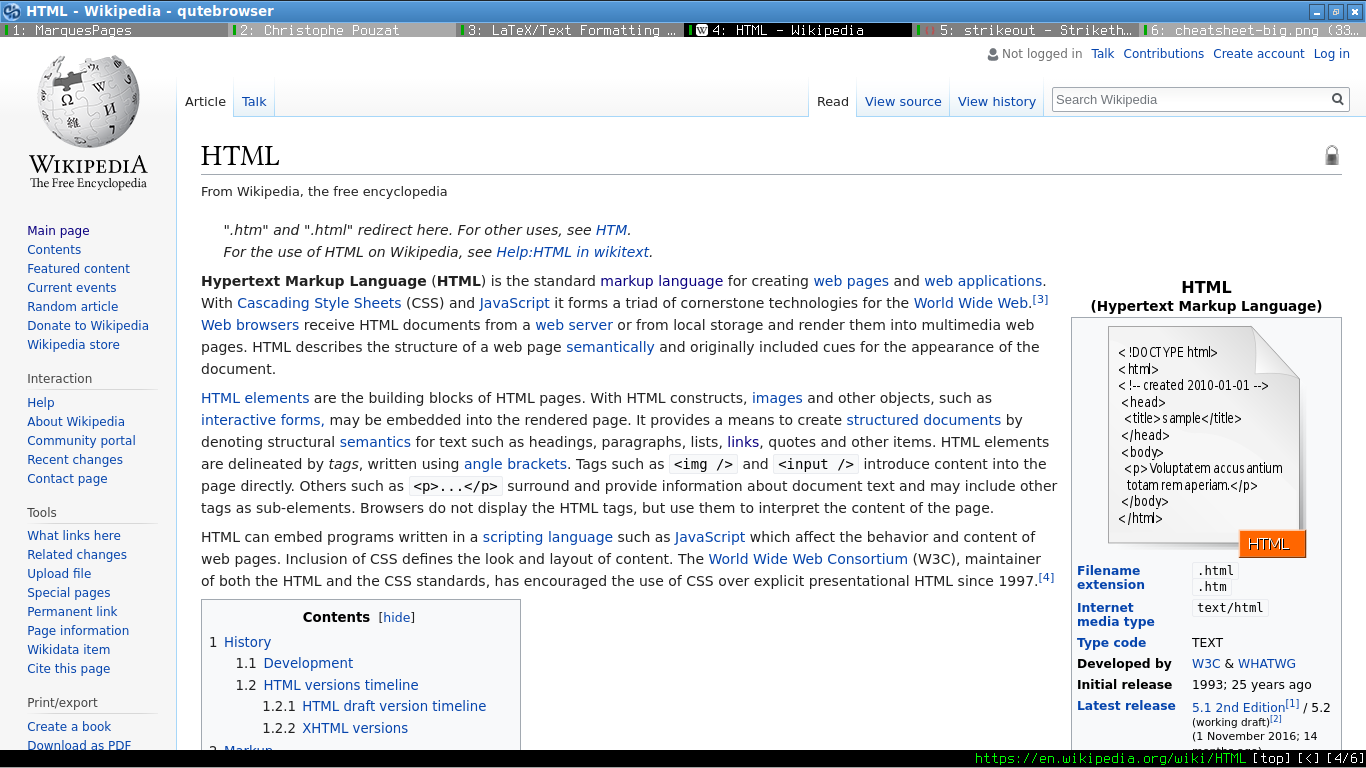 HTML - Wikipedia - qutebrowser
1: MarquesPages
2: Christophe Pouzat
3: LaTeX/Text Formatting …
W 4: HTML - Wikipedia
5: strikeout - Striketh…
6: cheatsheet-big.png (33…
Not logged in Talk Contributions Create account Log in
WIKIPEDIA
The Free Encyclopedia
Article Talk
Read View source View history
Search Wikipedia
Main page
Contents
Featured content
Current events
Random article
Donate to Wikipedia
Wikipedia store
Interaction
Help
About Wikipedia
Community portal
Recent changes
Contact page
Tools
What links here
Related changes
Upload file
Special pages
Permanent link
Page information
Wikidata item
Cite this page
Print/export
Create a book
Download as PDF
HTML
From Wikipedia, the free encyclopedia
".htm" and ".html" redirect here. For other uses, see HTM.
For the use of HTML on Wikipedia, see Help:HTML in wikitext.
Hypertext Markup Language (HTML) is the standard markup language for creating web pages and web applications.
With Cascading Style Sheets (CSS) and JavaScript it forms a triad of cornerstone technologies for the World Wide Web.[3]
Web browsers receive HTML documents from a web server or from local storage and render them into multimedia web
pages. HTML describes the structure of a web page semantically and originally included cues for the appearance of the
document.
HTML elements are the building blocks of HTML pages. With HTML constructs, images and other objects, such as
interactive forms, may be embedded into the rendered page. It provides a means to create structured documents by
denoting structural semantics for text such as headings, paragraphs, lists, links, quotes and other items. HTML elements
are delineated by tags, written using angle brackets. Tags such as <img /> and <input /> introduce content into the
page directly. Others such as <p>...</p> surround and provide information about document text and may include other
tags as sub-elements. Browsers do not display the HTML tags, but use them to interpret the content of the page.
HTML can embed programs written in a scripting language such as JavaScript which affect the behavior and content of
web pages. Inclusion of CSS defines the look and layout of content. The World Wide Web Consortium (W3C), maintainer
of both the HTML and the CSS standards, has encouraged the use of CSS over explicit presentational HTML since 1997.[4]
Contents [hide]
1 History
1.1 Development
1.2 HTML versions timeline
1.2.1 HTML draft version timeline
1.2.2 XHTML versions
2 Markup
HTML
(Hypertext Markup Language)
< !DOCTYPE html>
< html>
< !-- created 2010-01-01 -->
<head>
<title>sample</title>
</head>
<body>
<p>Voluptatem accusantium
totam rem aperiam.</p>
</body>
</html>
HTML
Filename extension .html
.htm
Internet media type text/html
Type code TEXT
Developed by W3C & WHATWG
Initial release 1993; 25 years ago
Latest release 5.1 2nd Edition[1] / 5.2
(working draft)[2]
(1 November 2016; 14
months ago)
https://en.wikipedia.org/wiki/HTML [top] [<] [4/6]